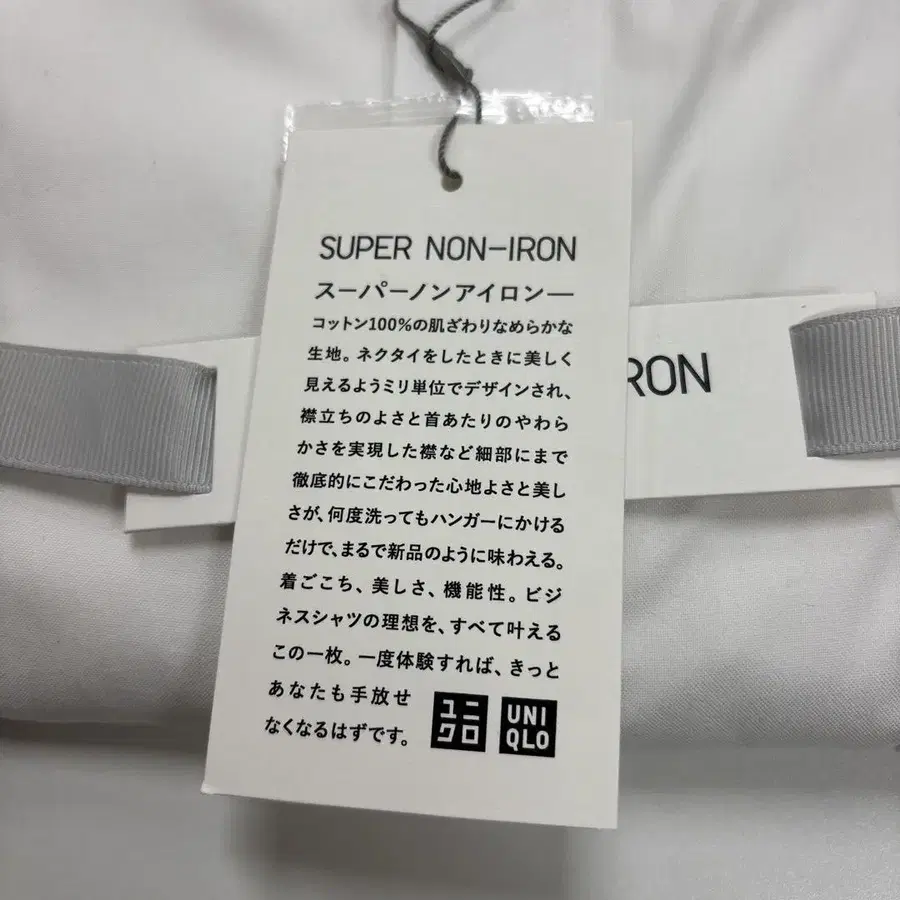 SUPER NON-IRON
スーパーノンアイロン—
コットン100%の肌ざわりなめらかな
生地。ネクタイをしたときに美しく
見えるようミリ単位でデザインされ、
襟立ちのよさと首あたりのやわら
かさを実現した襟など細部にまで
徹底的にこだわった心地よさと美し
さが、何度洗ってもハンガーにかける
だけで、まるで新品のように味わえる。
着ごこち、美しさ、機能性。ビジ
ネスシャツの理想を、すべて叶える
この一枚。一度体験すれば、きっと
あなたも手放せ
なくなるはずです。
ユニ
クロ
UNI
QLO
RON